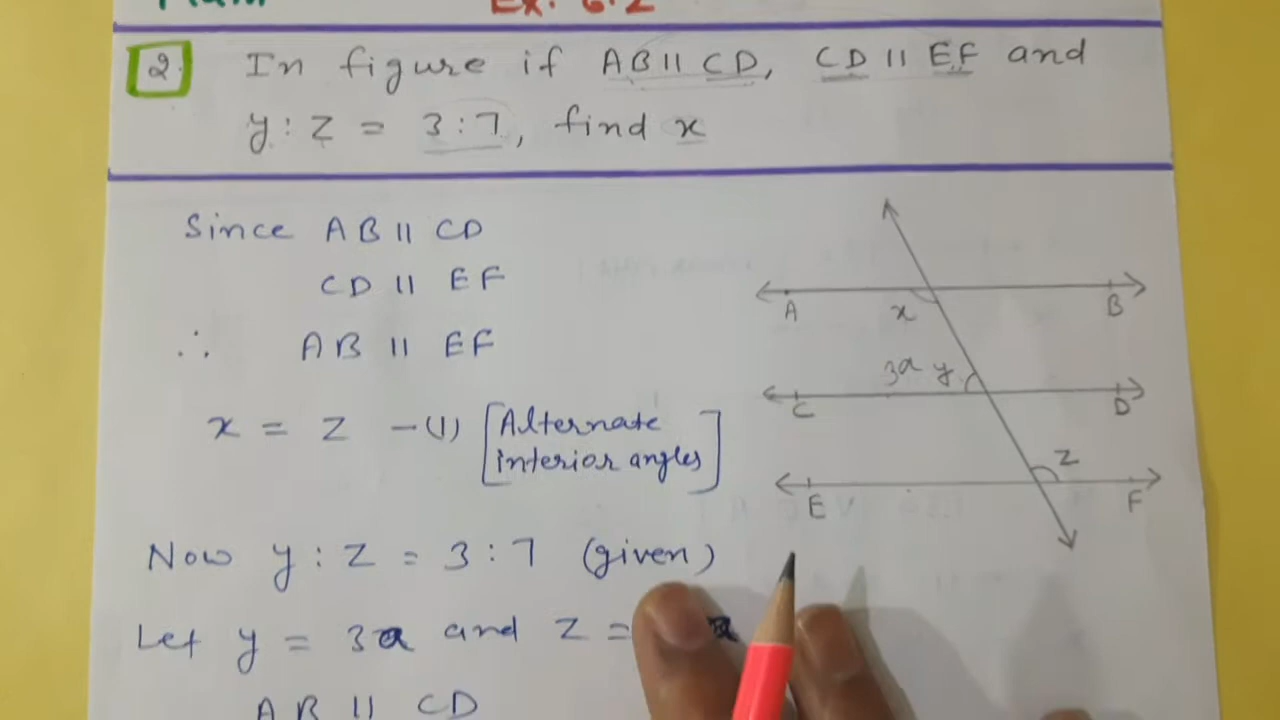 Ex. 6.2
2. In figure if AB || CD, CD || EF and
y : z = 3 : 7, find x
Since AB || CD
CD || EF
∴ AB || EF
x = z -(1) [Alternate
interior angles]
Now y : z = 3 : 7 (given)
Let y = 3a and z =
AB || CD
A x B
3a y
C D
z
E F